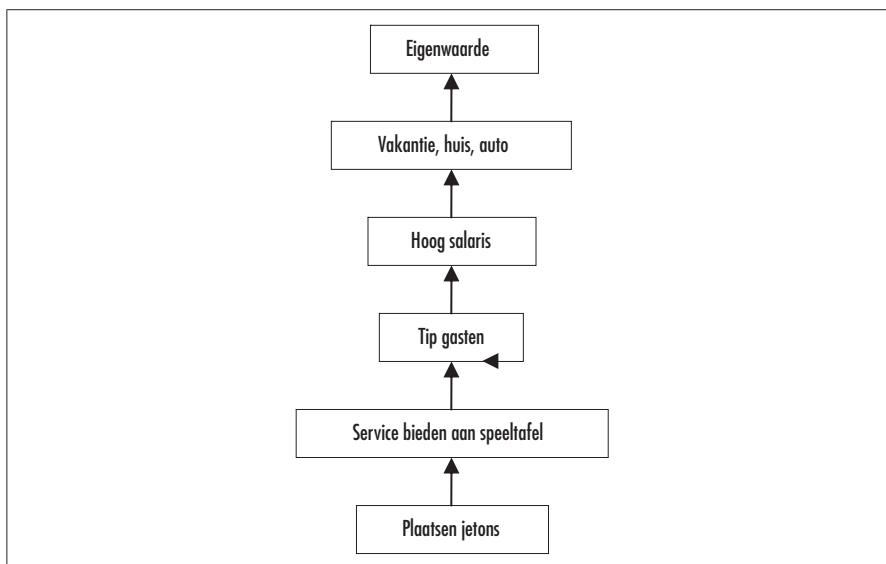 Eigenwaarde
Vakantie, huis, auto
Hoog salaris
Tip gasten
Service bieden aan speeltafel
Plaatsen jetons